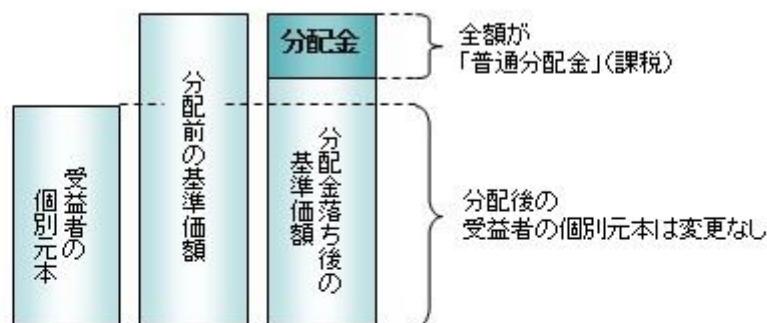 受益者の
個別元本
分配前の基準価額
分配金
分配金落ち後の
基準価額
全額が
「普通分配金」(課税)
分配後の
受益者の個別元本は変更なし